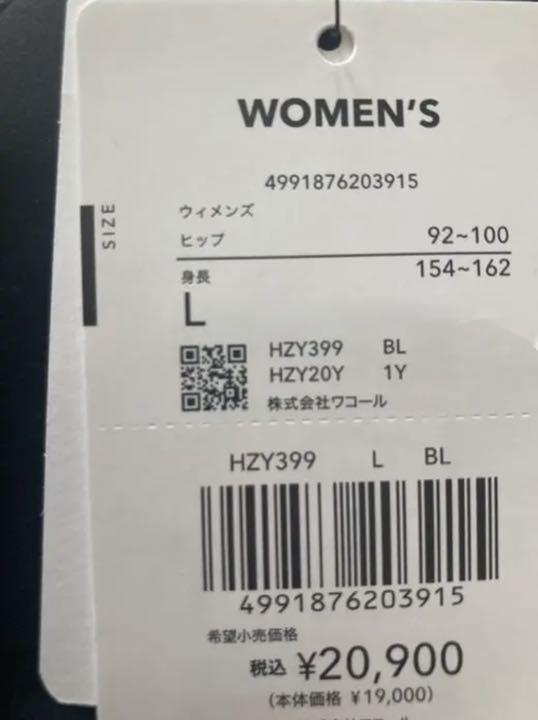 WOMEN'S
4991876203915
SIZE
ウィメンズ
ヒップ 92~100
身長 154~162
L
HZY399 BL
HZY20Y 1Y
株式会社ワコール
HZY399 L BL
4991876203915
希望小売価格
税込 ¥20,900
(本体価格 ¥19,000)